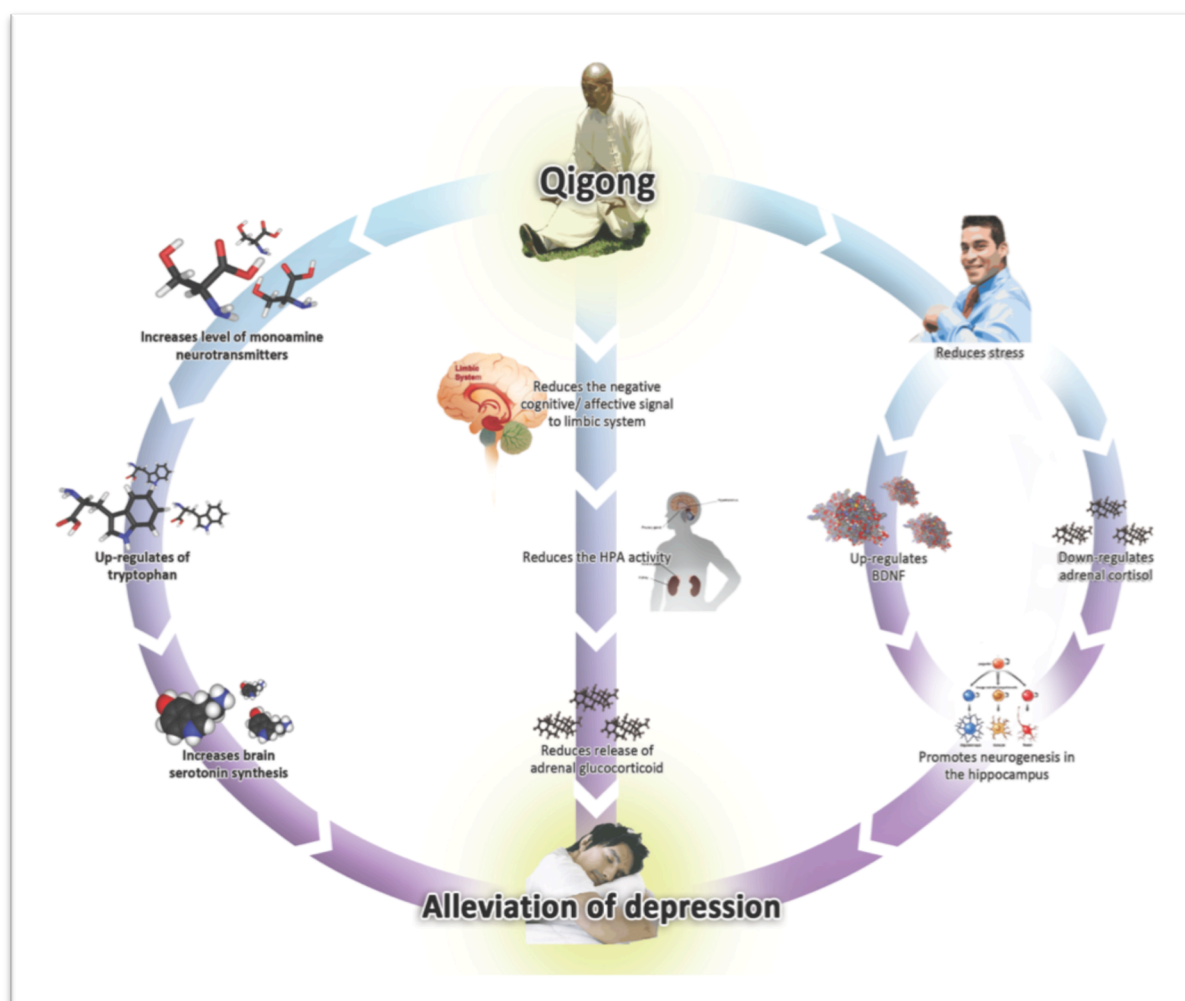 Qigong
Increases level of monoamine
neurotransmitters
Up-regulates of
tryptophan
Increases brain
serotonin synthesis
Limbic
System
Reduces the negative
cognitive/ affective signal
to limbic system
Reduces the HPA activity
Reduces release of
adrenal glucocorticoid
Reduces stress
Up-regulates
BDNF
Down-regulates
adrenal cortisol
Promotes neurogenesis in
the hippocampus
Alleviation of depression